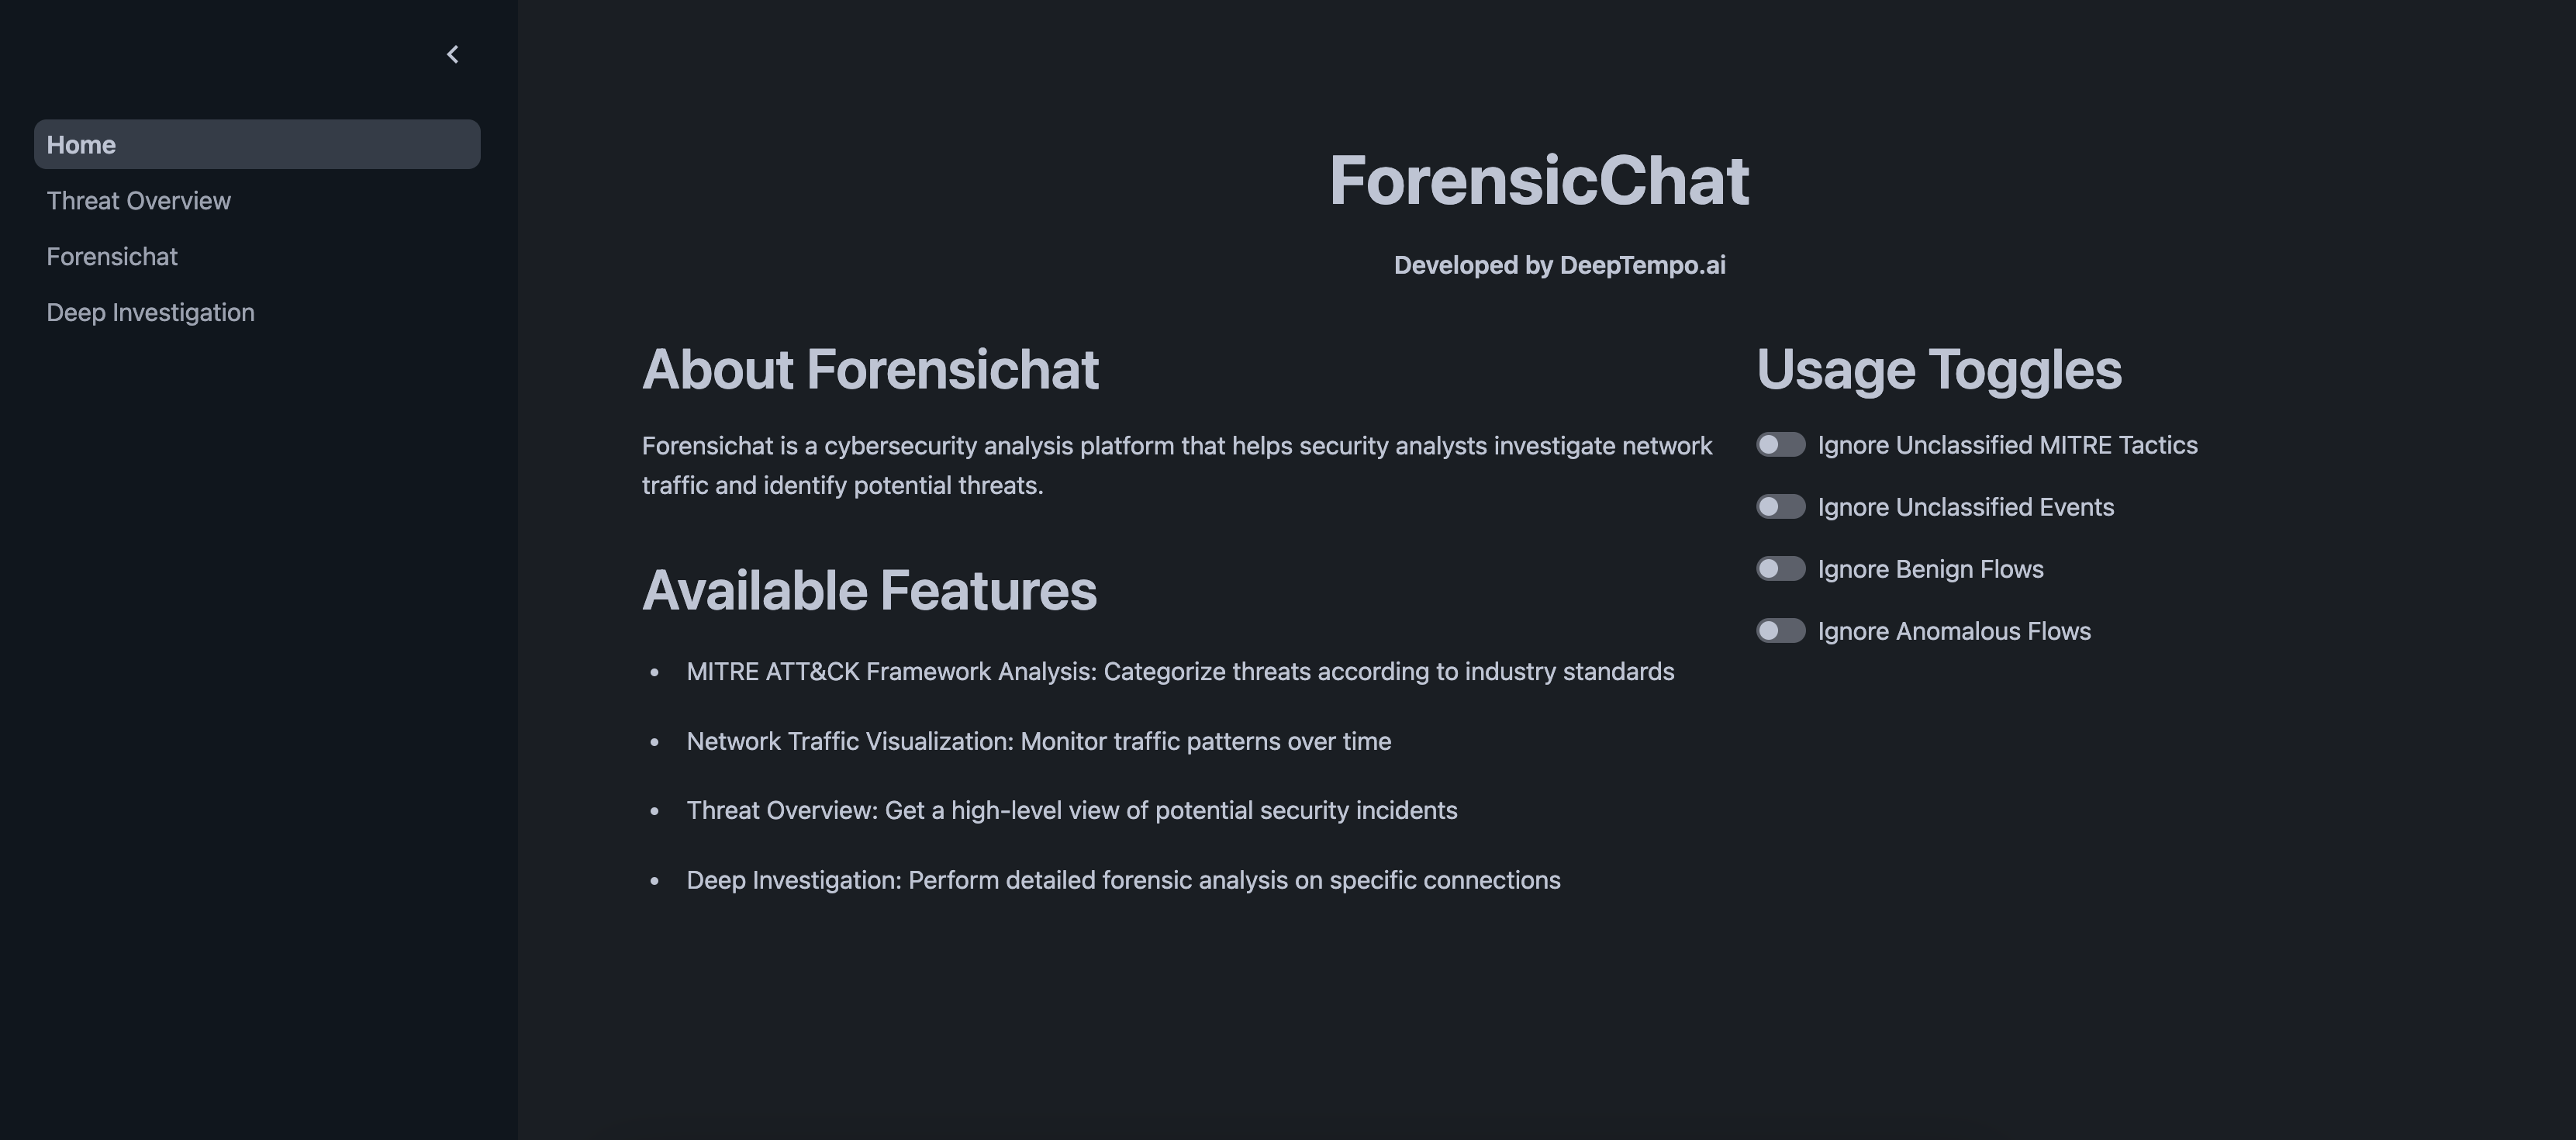 Home
Threat Overview
Forensichat
Deep Investigation
ForensicChat
Developed by DeepTempo.ai
About Forensichat
Forensichat is a cybersecurity analysis platform that helps security analysts investigate network
traffic and identify potential threats.
Available Features
• MITRE ATT&CK Framework Analysis: Categorize threats according to industry standards
• Network Traffic Visualization: Monitor traffic patterns over time
• Threat Overview: Get a high-level view of potential security incidents
• Deep Investigation: Perform detailed forensic analysis on specific connections
Usage Toggles
Ignore Unclassified MITRE Tactics
Ignore Unclassified Events
Ignore Benign Flows
Ignore Anomalous Flows